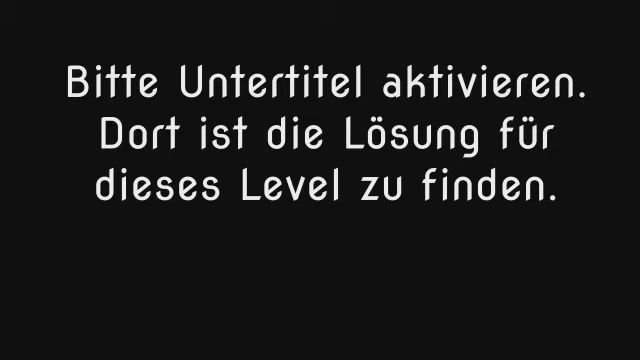 Bitte Untertitel aktivieren.
Dort ist die Lösung für
dieses Level zu finden.